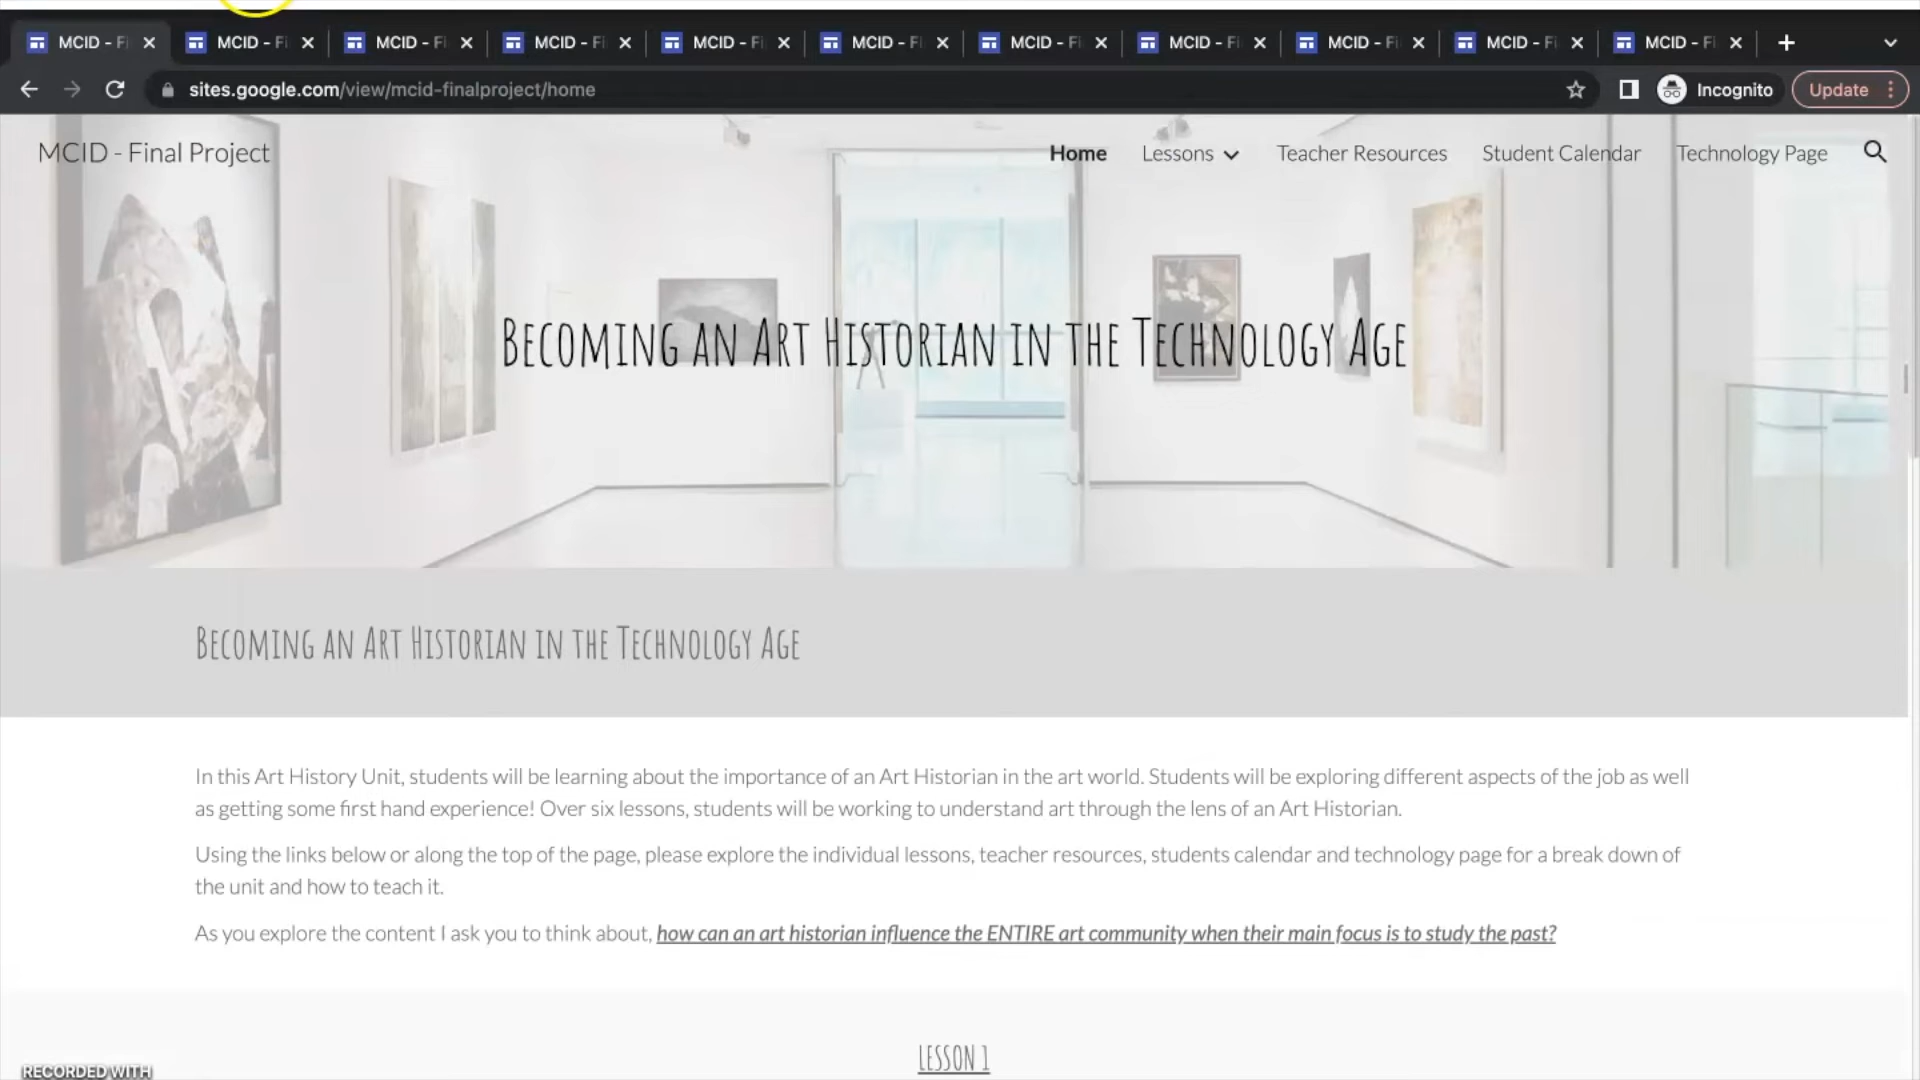 MCID - Fi MCID - Fi MCID - Fi MCID - Fi MCID - Fi MCID - Fi MCID - Fi MCID - Fi MCID - Fi MCID - Fi MCID - Fi
sites.google.com/view/mcid-finalproject/home Incognito Update
MCID - Final Project Home Lessons Teacher Resources Student Calendar Technology Page
Becoming an Art Historian in the Technology Age
Becoming an Art Historian in the Technology Age
In this Art History Unit, students will be learning about the importance of an Art Historian in the art world. Students will be exploring different aspects of the job as well
as getting some first hand experience! Over six lessons, students will be working to understand art through the lens of an Art Historian.
Using the links below or along the top of the page, please explore the individual lessons, teacher resources, students calendar and technology page for a break down of
the unit and how to teach it.
As you explore the content I ask you to think about, how can an art historian influence the ENTIRE art community when their main focus is to study the past?
LESSON 1
RECORDED WITH